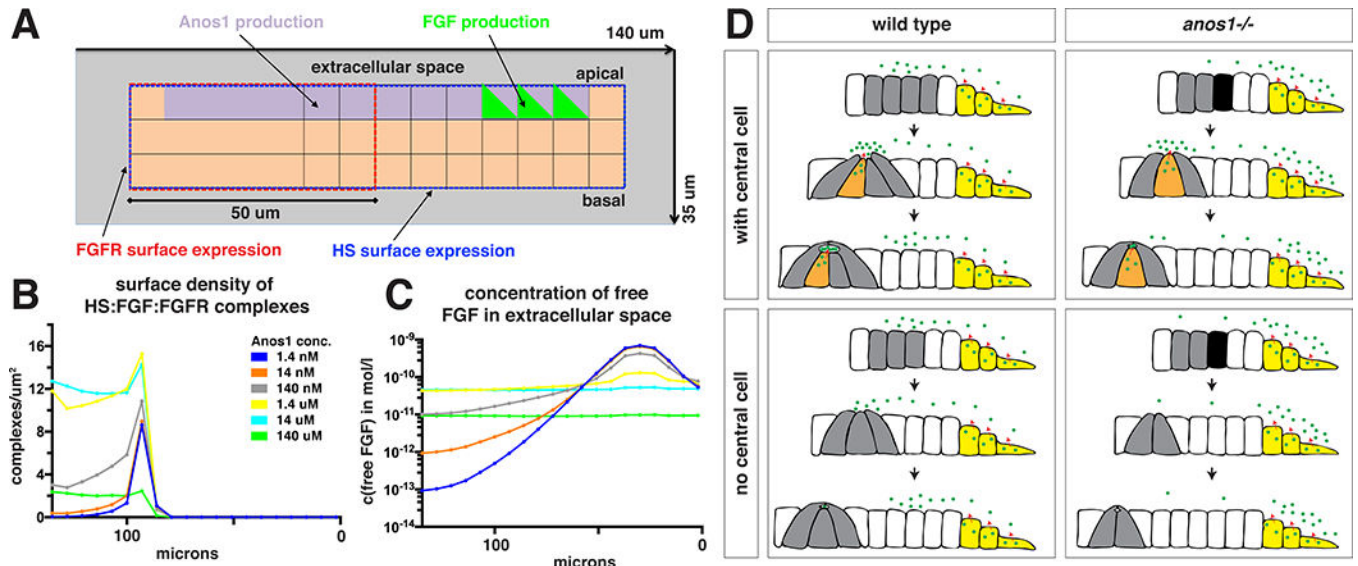 A
Anos1 production
FGF production
140 um
extracellular space
apical
basal
50 um
35 um
FGFR surface expression
HS surface expression
B
surface density of
HS:FGF:FGFR complexes
complexes/um²
16
12
8
4
0
100
0
microns
Anos1 conc.
1.4 nM
14 nM
140 nM
1.4 uM
14 uM
140 uM
C
concentration of free
FGF in extracellular space
c(free FGF) in mol/l
10⁻⁹
10⁻¹⁰
10⁻¹¹
10⁻¹²
10⁻¹³
10⁻¹⁴
100
0
microns
D
wild type
anos1-/-
with central cell
no central cell